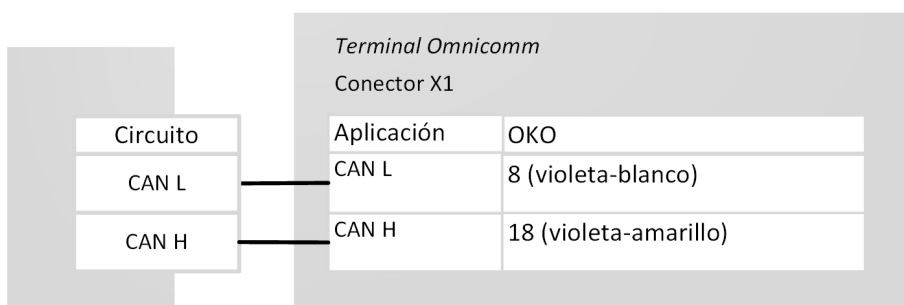 Terminal Omnicomm
Conector X1
Circuito
Aplicación
OKO
CAN L
CAN L
8 (violeta-blanco)
CAN H
CAN H
18 (violeta-amarillo)